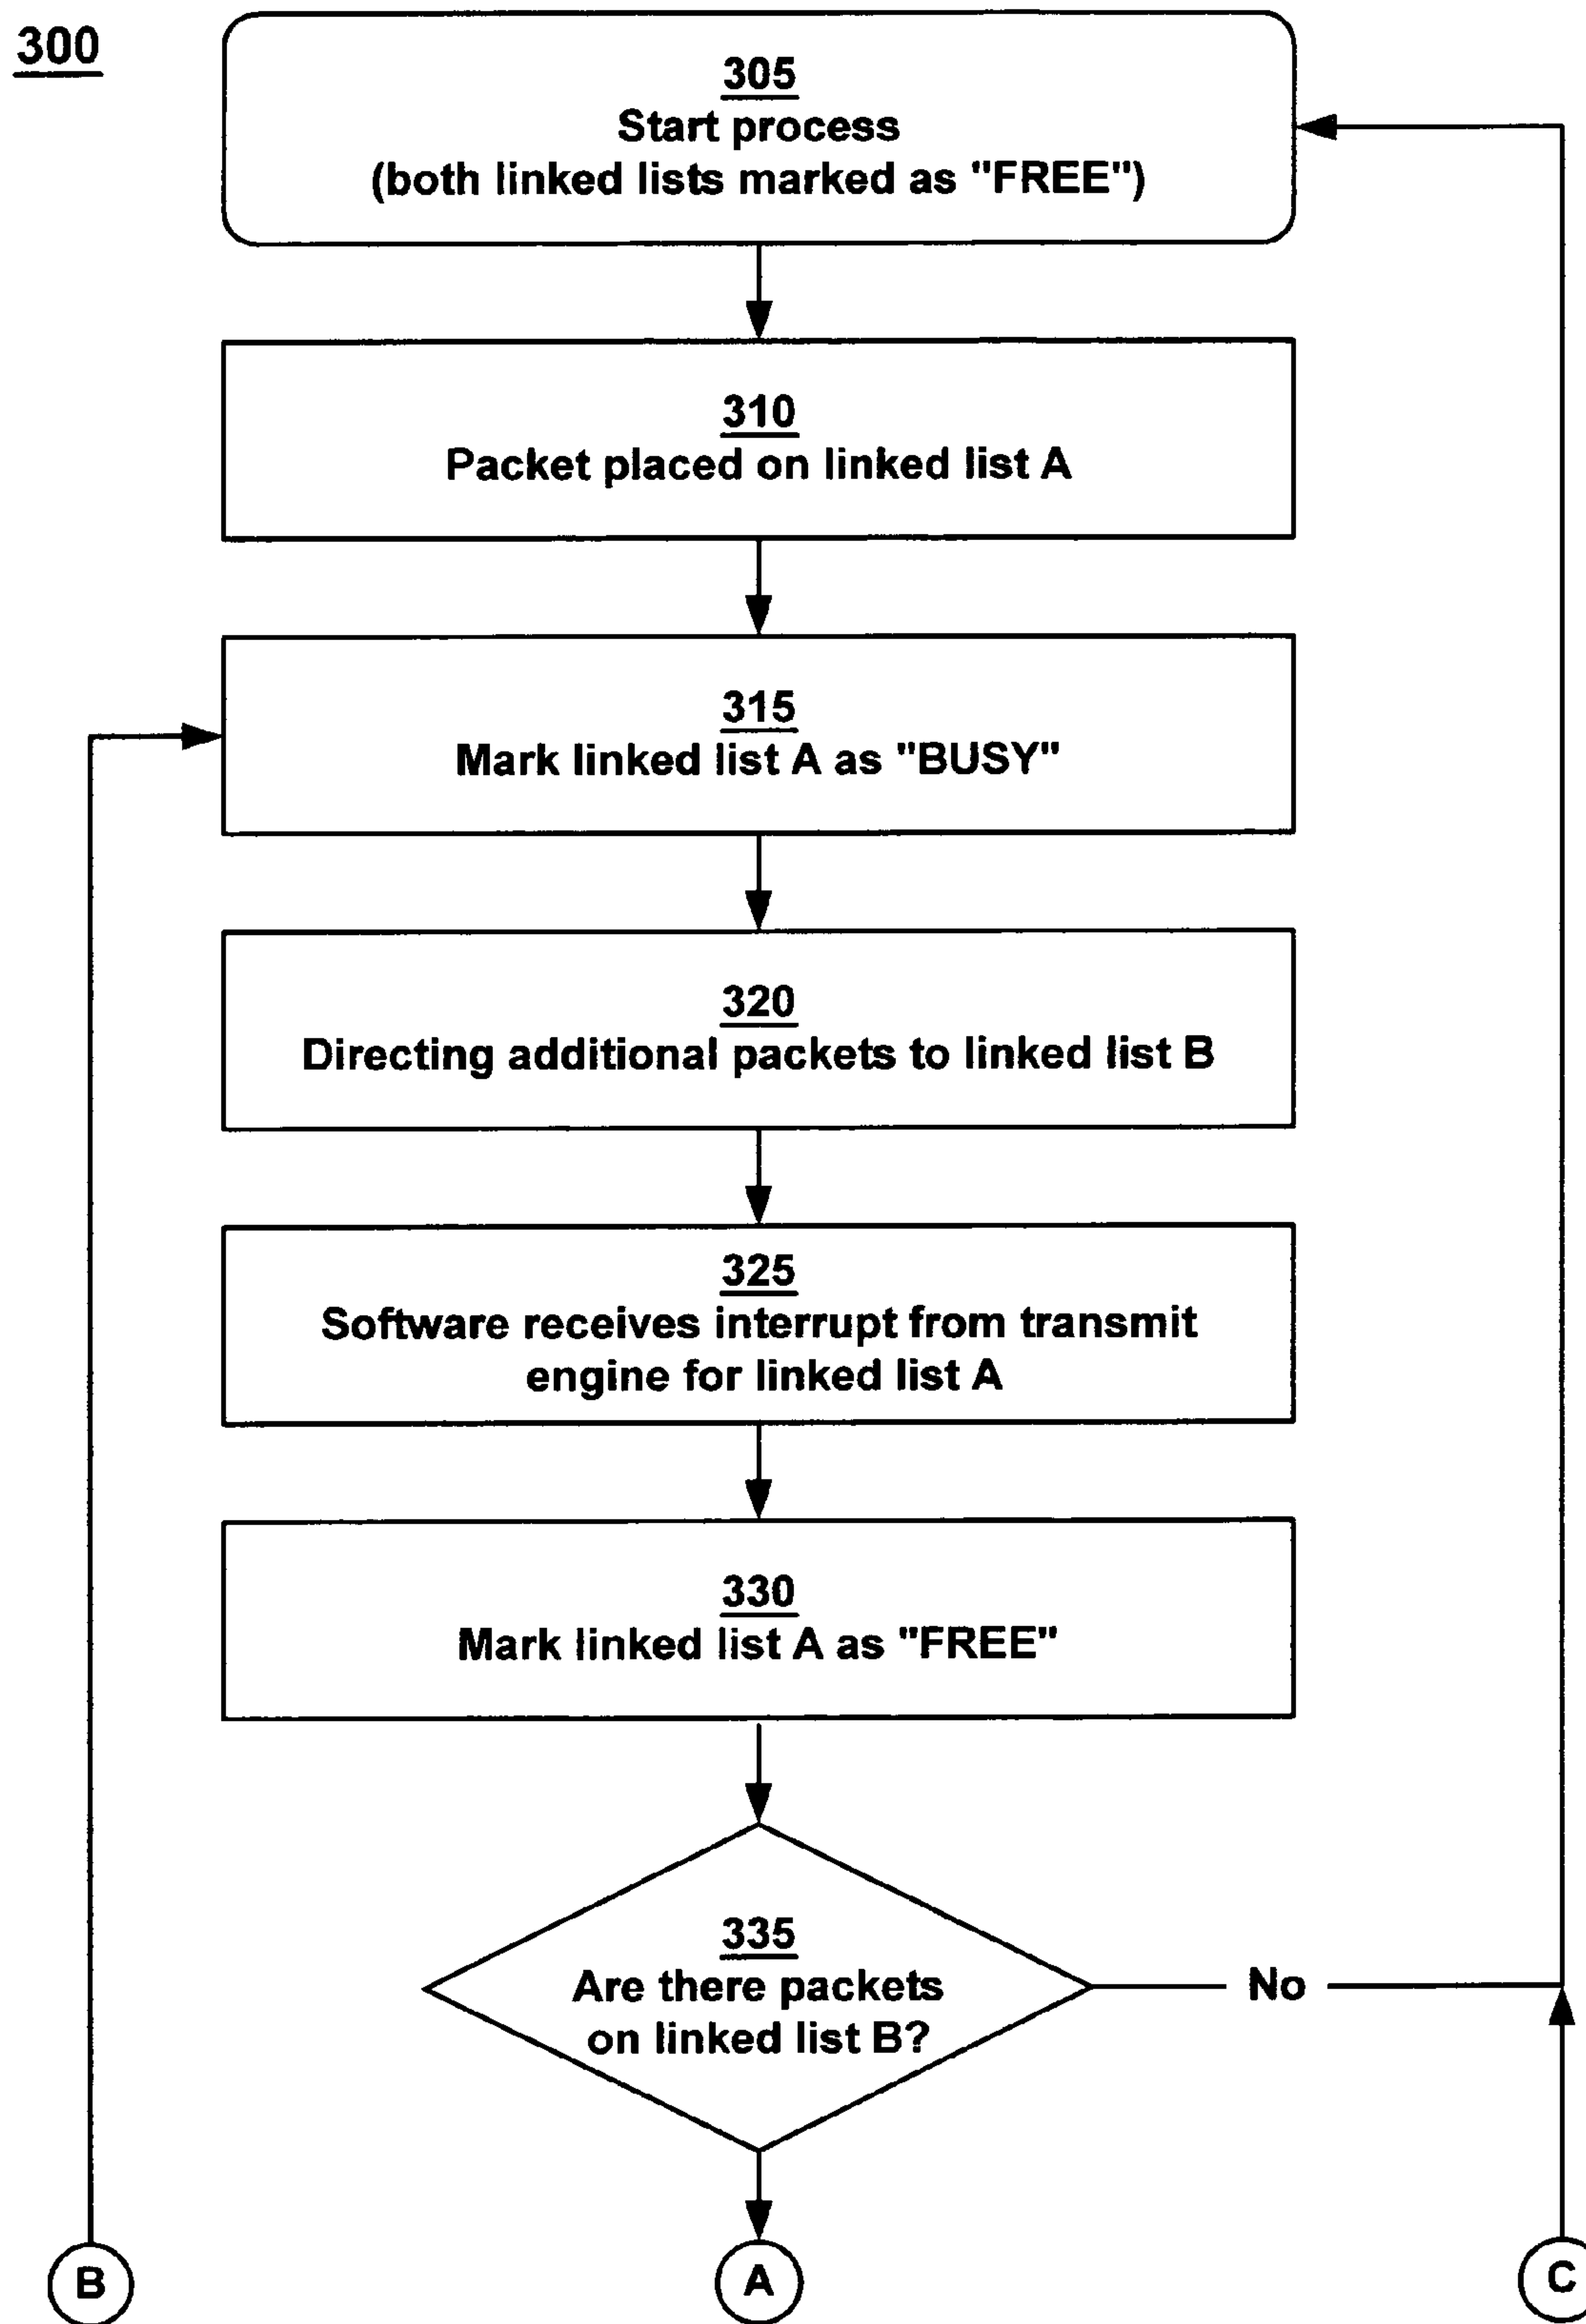 300
305
Start process
(both linked lists marked as "FREE")
310
Packet placed on linked list A
315
Mark linked list A as "BUSY"
320
Directing additional packets to linked list B
325
Software receives interrupt from transmit
engine for linked list A
330
Mark linked list A as "FREE"
335
Are there packets
on linked list B?
No
B
A
C